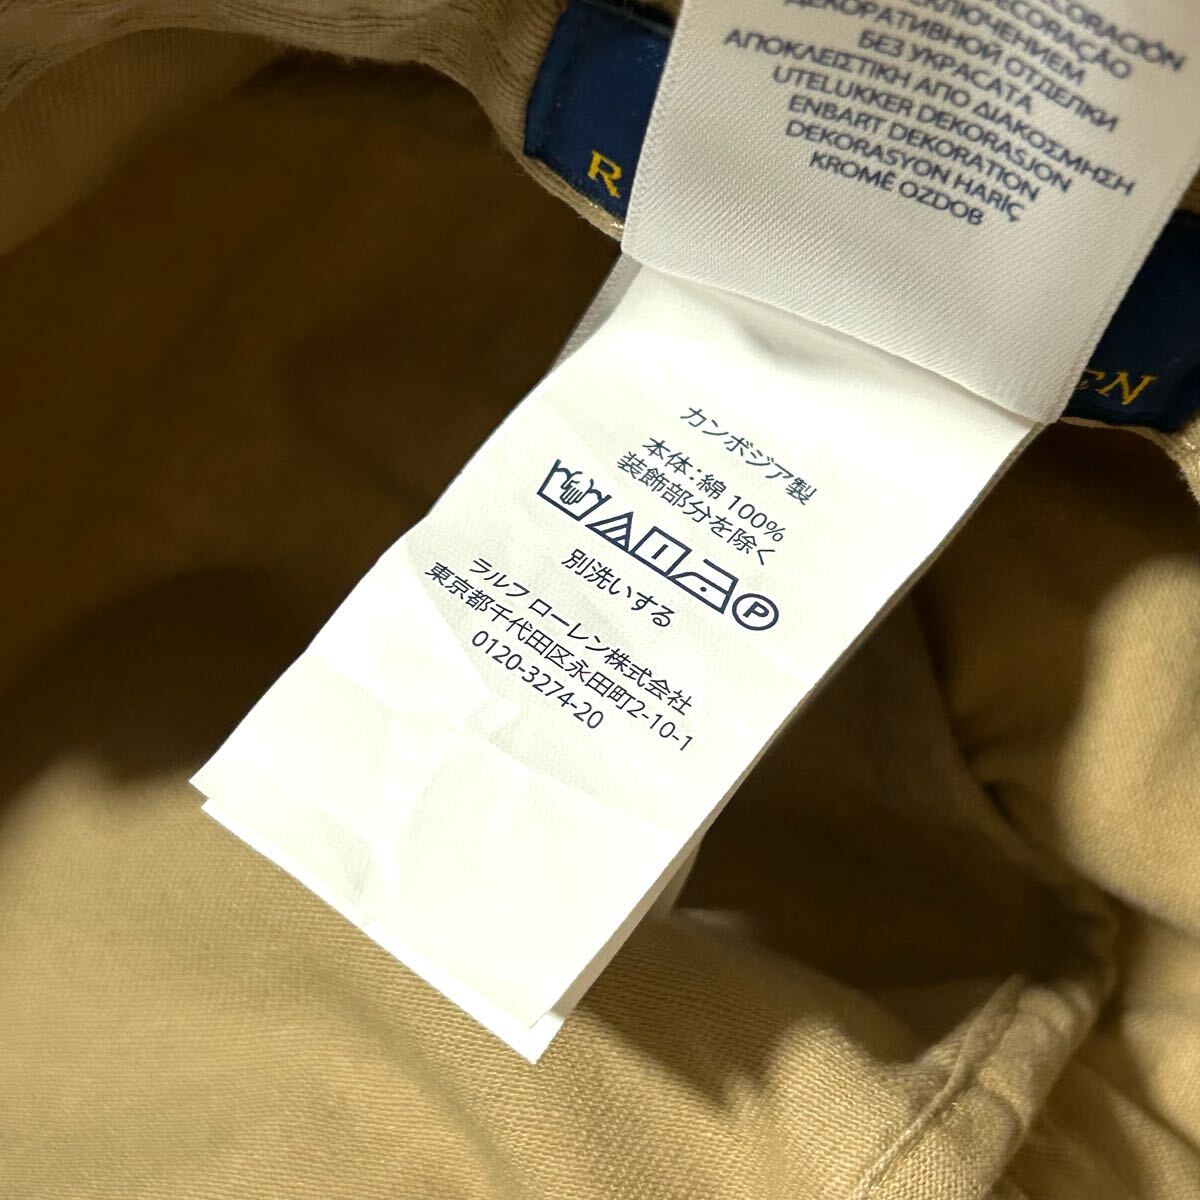 DECORACIÓN
DECORAÇÃO
ДЕКОРАТИВНОЙ ОТДЕЛКИ
БЕЗ УКРАСАТА
ΑΠΟΚΛΕΙΣΤΙΚΗ ΑΠΟ ΔΙΑΚΟΣΜΗΣΗ
UTELUKKER DEKORASJON
ENBART DEKORATION
DEKORASYON HARİÇ
KROMĚ OZDOB
R
EN
カンボジア製
本体：綿 100%
装飾部分を除く
P
別洗いする
ラルフ ローレン株式会社
東京都千代田区永田町2-10-1
0120-3274-20